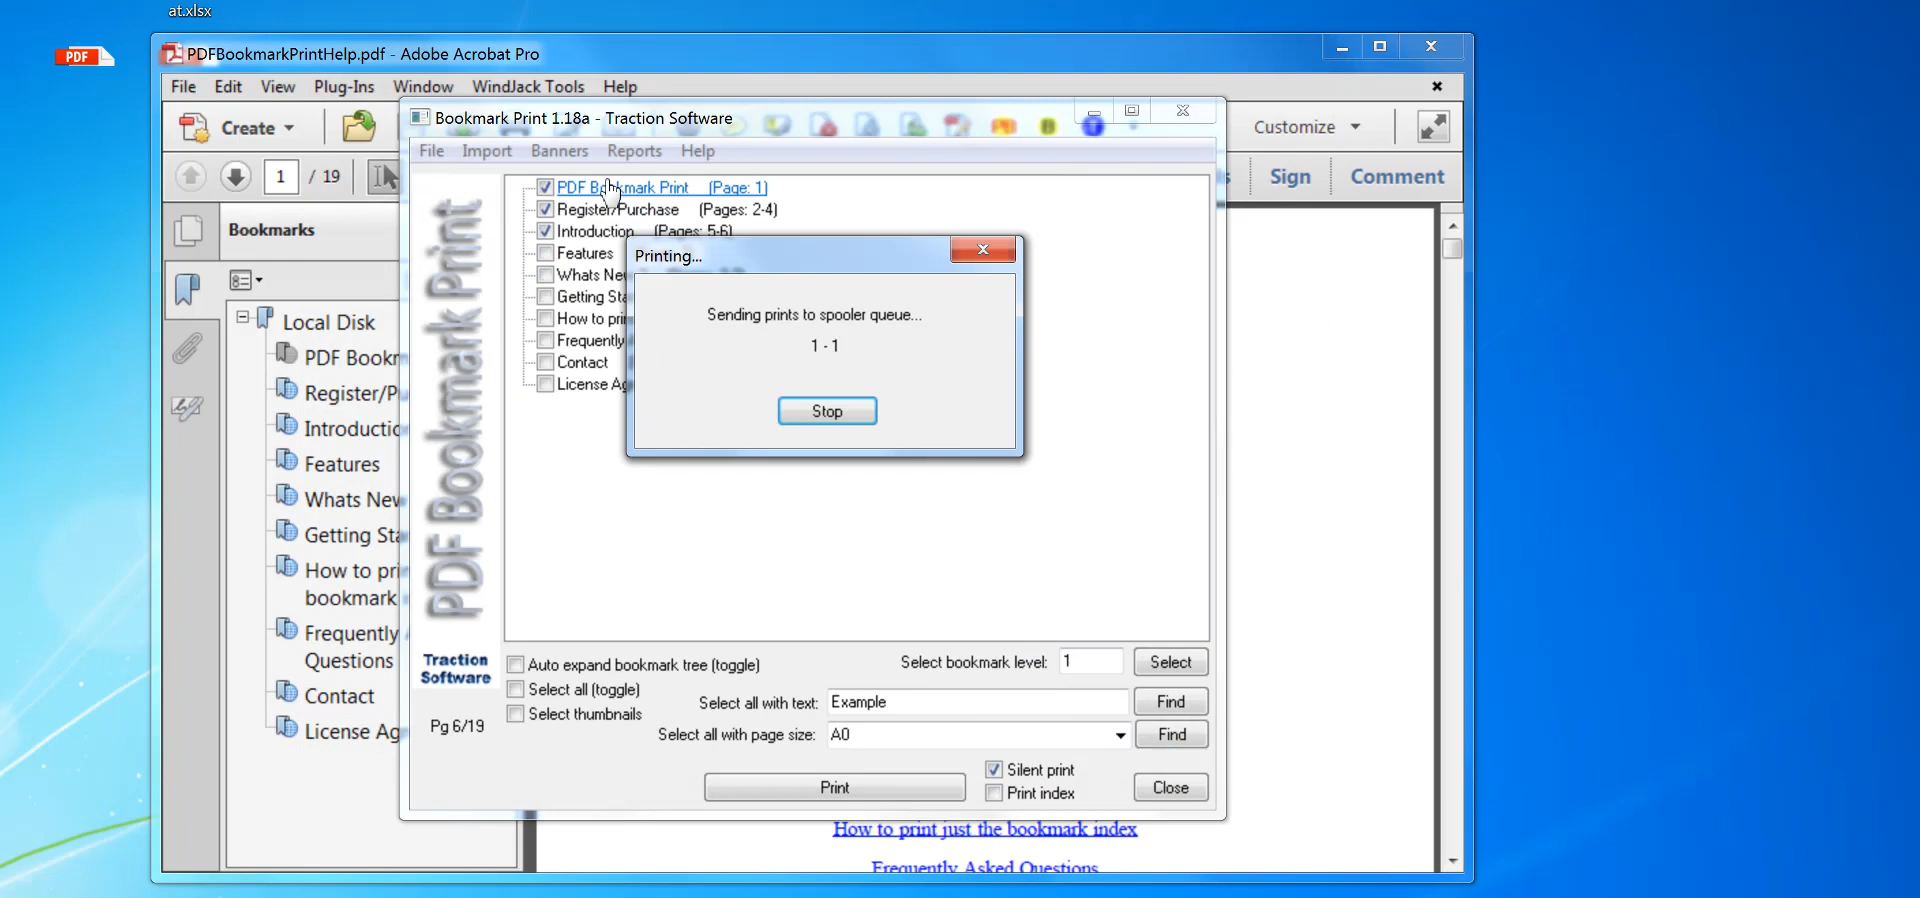 at.xlsx
PDF
PDFBookmarkPrintHelp.pdf - Adobe Acrobat Pro
File Edit View Plug-Ins Window WindJack Tools Help
Create
Customize
1 / 19
Sign Comment
Bookmarks
Local Disk
PDF Bookr
Register/P
Introductic
Features
Whats New
Getting Sta
How to pri
bookmark
Frequently
Questions
Contact
License Ag
Bookmark Print 1.18a - Traction Software
File Import Banners Reports Help
PDF Bookmark Print (Page: 1)
Register/Purchase (Pages: 2-4)
Introduction (Pages: 5-6)
Features
Whats Ne
Getting Sta
How to prin
Frequently
Contact
License Ag
PDF Bookmark Print
Printing...
Sending prints to spooler queue...
1 - 1
Stop
Traction
Software
Pg 6/19
Auto expand bookmark tree (toggle)
Select all (toggle)
Select thumbnails
Select bookmark level: 1 Select
Select all with text: Example Find
Select all with page size: A0 Find
Print
Silent print
Print index
Close
How to print just the bookmark index
Frequently Asked Questions